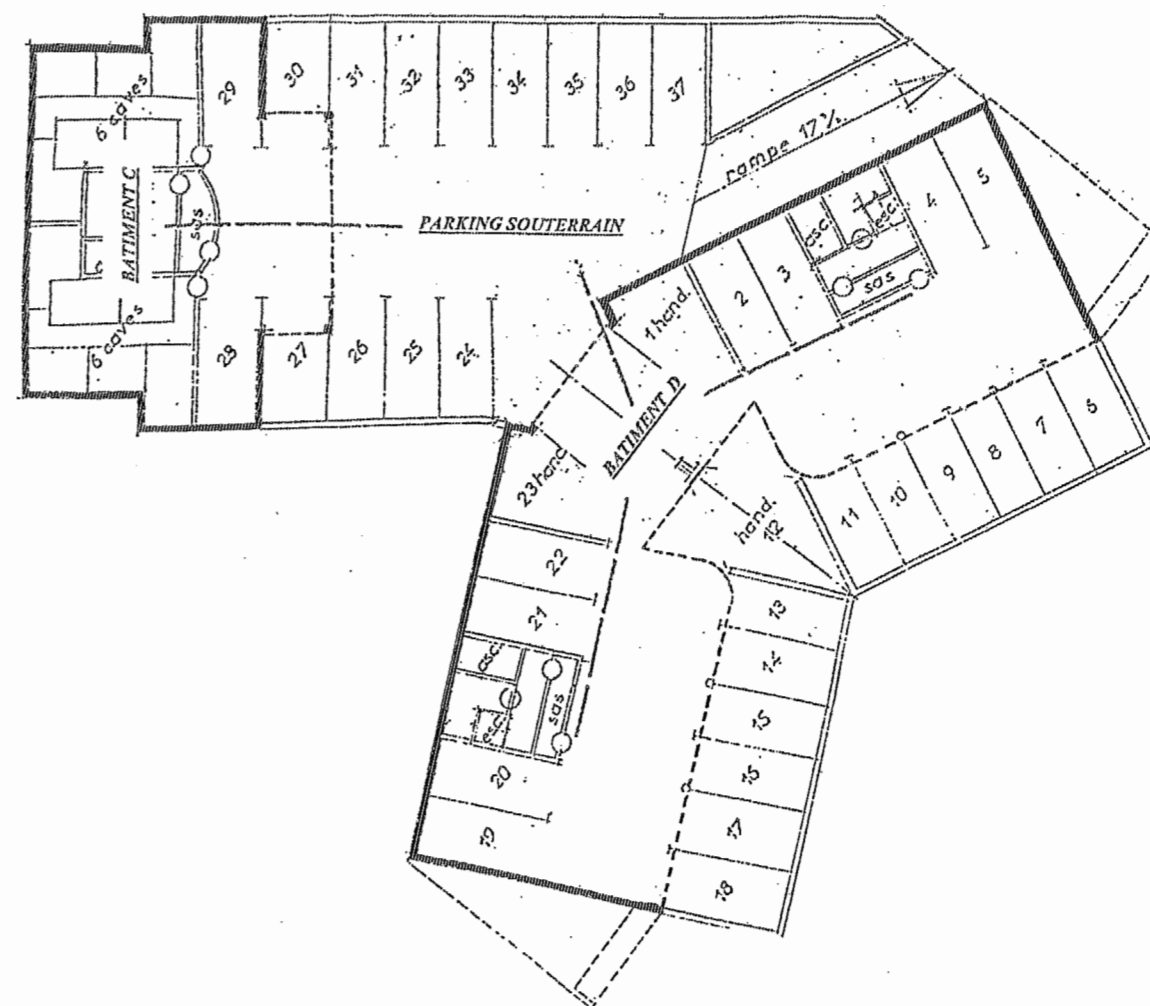 29
30
31
32
33
34
35
36
37
6 caves
BATIMENT C
sas
PARKING SOUTERRAIN
rampe 17 %
6 caves
28
27
26
25
24
1 hand.
2
3
asc.
esc.
sas
4
5
BATIMENT D
6
7
8
9
10
11
hand.
12
23 hand
22
21
asc.
esc.
sas
20
19
13
14
15
16
17
18